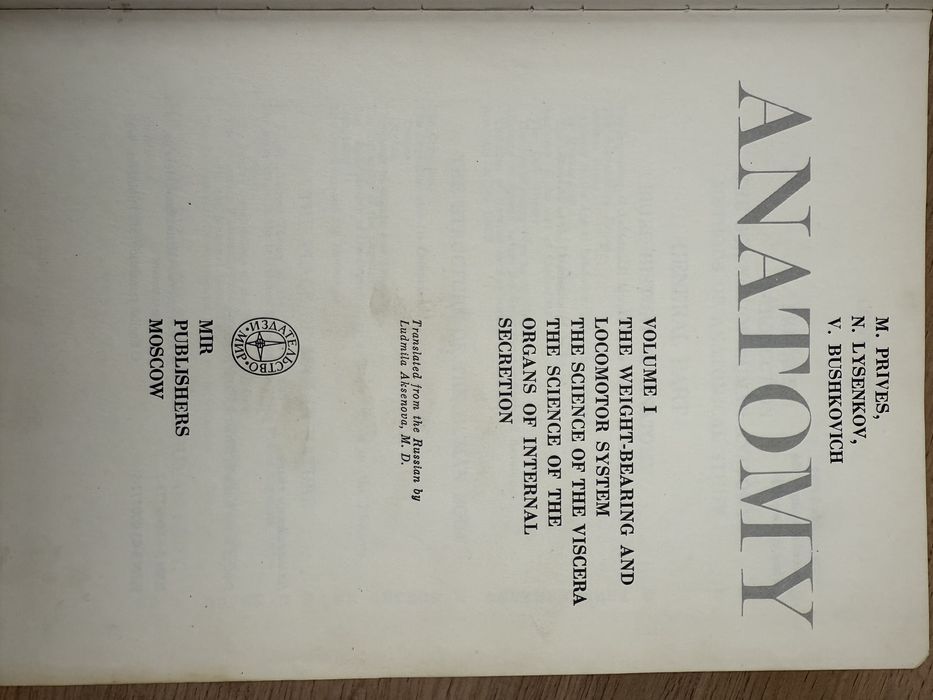 M. PRIVES,
N. LYSENKOV,
V. BUSHKOVICH
ANATOMY
VOLUME I
THE WEIGHT-BEARING AND
LOCOMOTOR SYSTEM
THE SCIENCE OF THE VISCERA
THE SCIENCE OF THE
ORGANS OF INTERNAL
SECRETION
Translated from the Russian by
Ludmila Aksenova, M. D.
ИЗДАТЕЛЬСТВО • МИР •
MIR
PUBLISHERS
MOSCOW